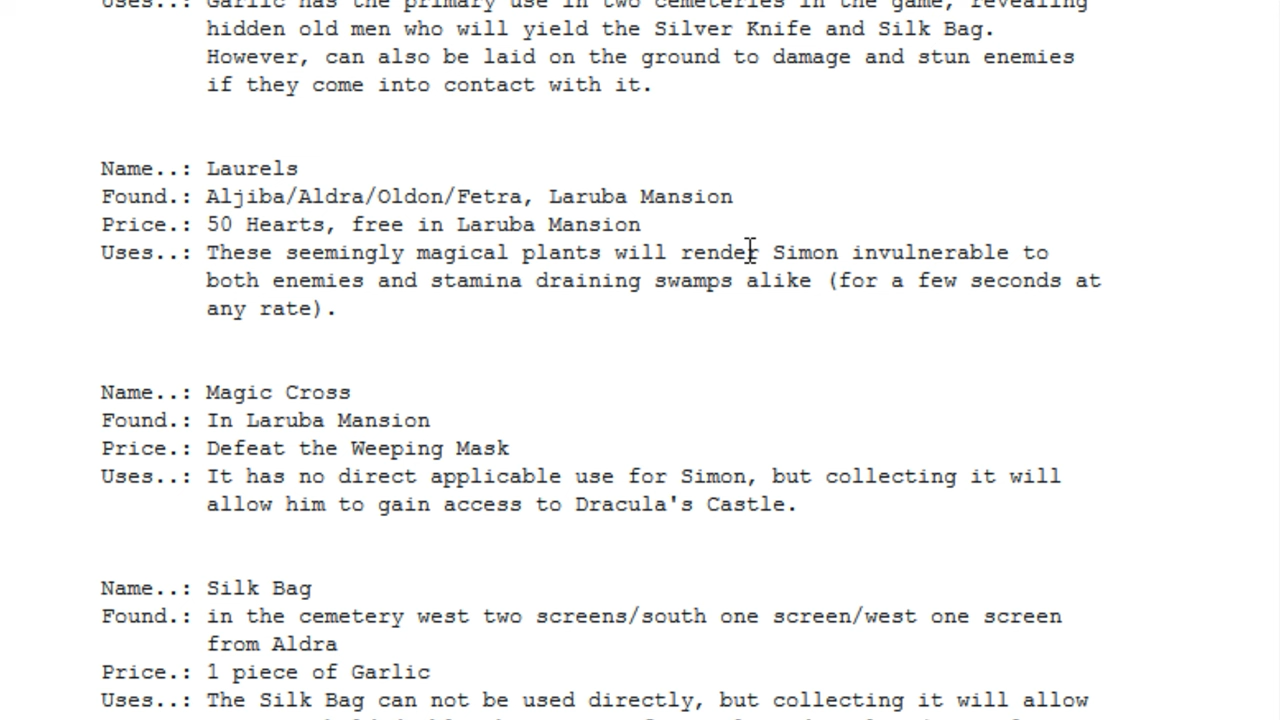 Uses..: Garlic has the primary use in two cemeteries in the game, revealing
hidden old men who will yield the Silver Knife and Silk Bag.
However, can also be laid on the ground to damage and stun enemies
if they come into contact with it.
Name..: Laurels
Found.: Aljiba/Aldra/Oldon/Fetra, Laruba Mansion
Price.: 50 Hearts, free in Laruba Mansion
Uses..: These seemingly magical plants will render Simon invulnerable to
both enemies and stamina draining swamps alike (for a few seconds at
any rate).
Name..: Magic Cross
Found.: In Laruba Mansion
Price.: Defeat the Weeping Mask
Uses..: It has no direct applicable use for Simon, but collecting it will
allow him to gain access to Dracula's Castle.
Name..: Silk Bag
Found.: in the cemetery west two screens/south one screen/west one screen
from Aldra
Price.: 1 piece of Garlic
Uses..: The Silk Bag can not be used directly, but collecting it will allow